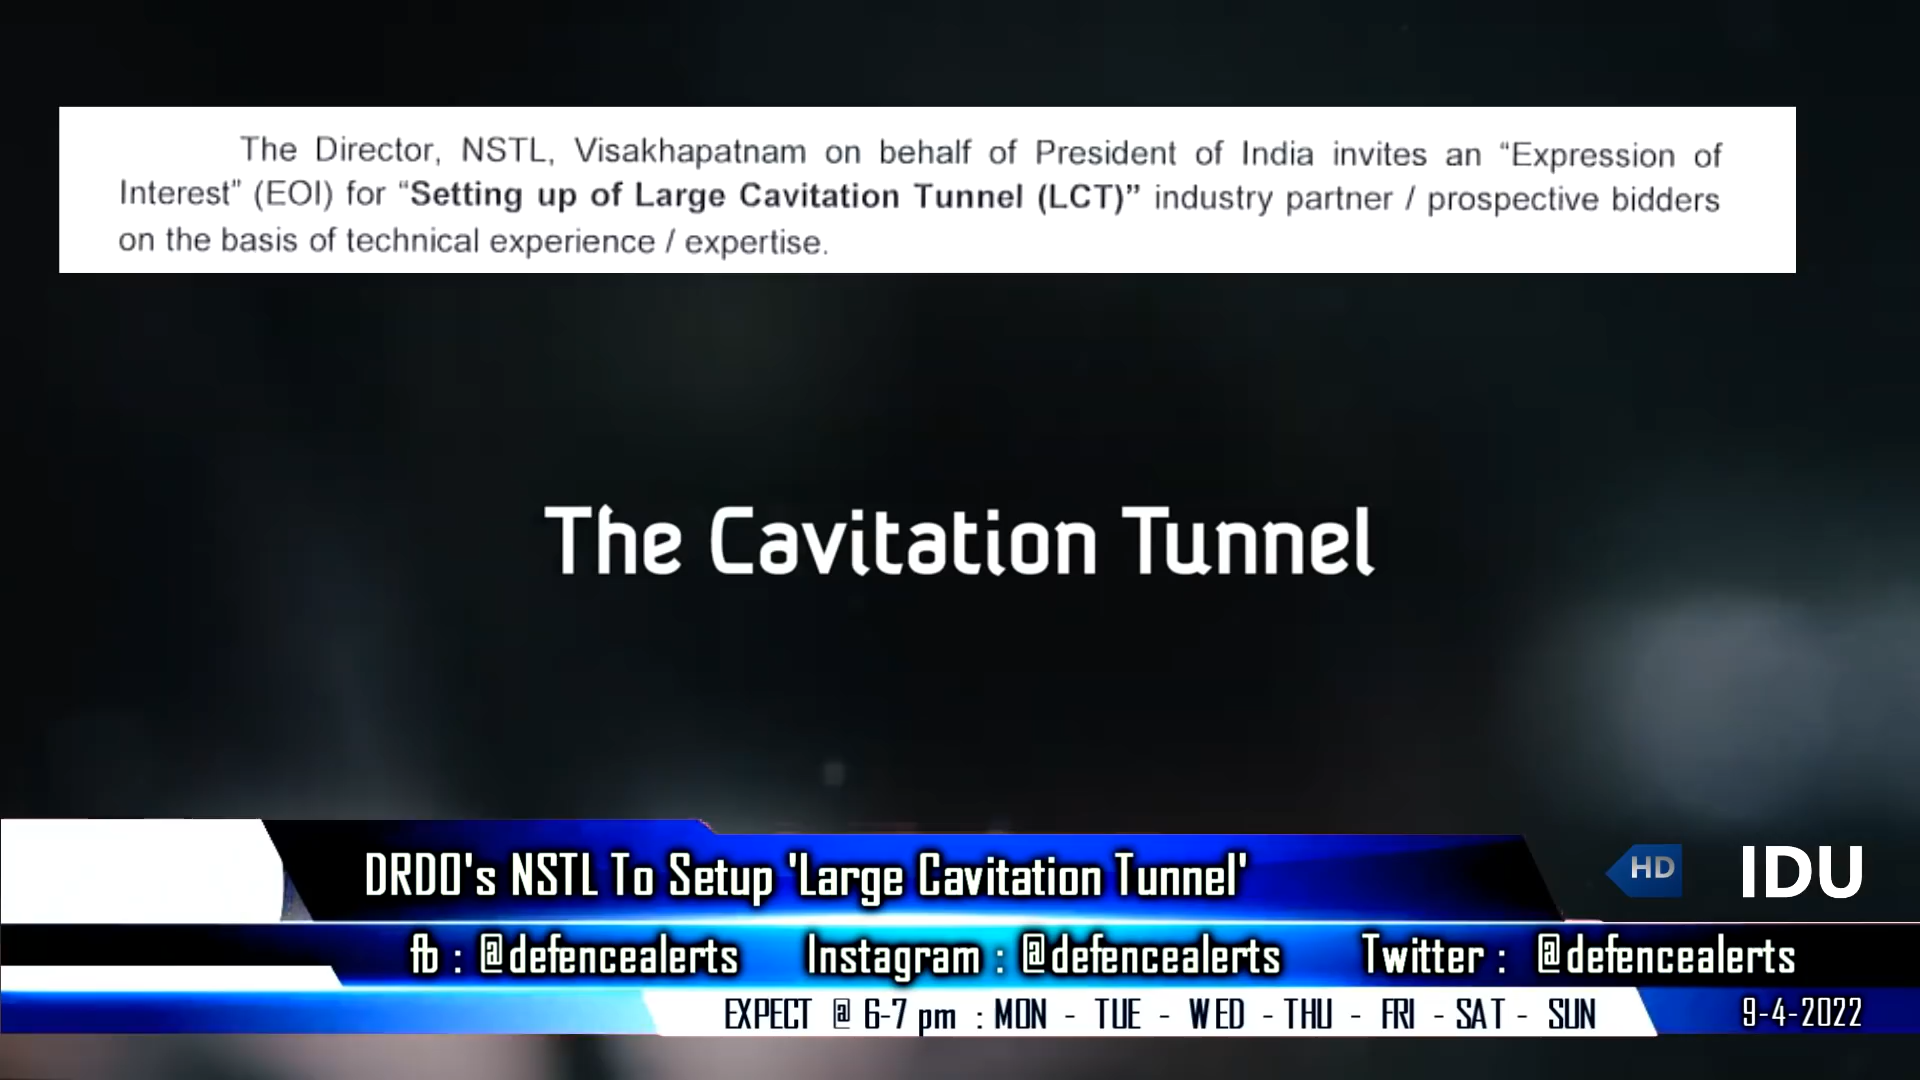 The Director, NSTL, Visakhapatnam on behalf of President of India invites an “Expression of
Interest” (EOI) for “Setting up of Large Cavitation Tunnel (LCT)” industry partner / prospective bidders
on the basis of technical experience / expertise.
The Cavitation Tunnel
DRDO's NSTL To Setup 'Large Cavitation Tunnel'
HD
IDU
fb : @defencealerts Instagram : @defencealerts Twitter : @defencealerts
EXPECT @ 6-7 pm : MON - TUE - WED - THU - FRI - SAT - SUN
9-4-2022